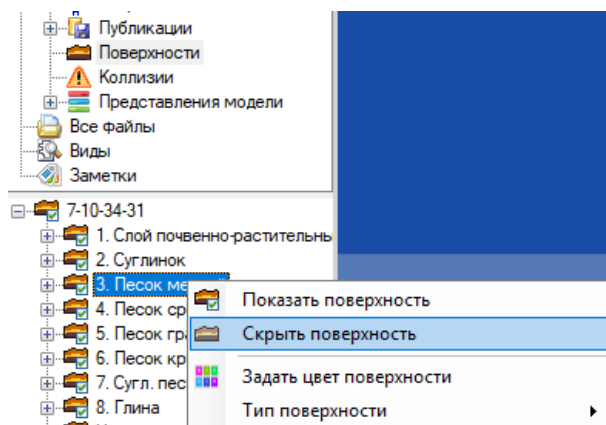 Публикации
Поверхности
Коллизии
Представления модели
Все файлы
Виды
Заметки
7-10-34-31
1. Слой почвенно-растительны
2. Суглинок
3. Песок ме
4. Песок ср
5. Песок гра
6. Песок кр
7. Сугл. пес
8. Глина
Показать поверхность
Скрыть поверхность
Задать цвет поверхности
Тип поверхности